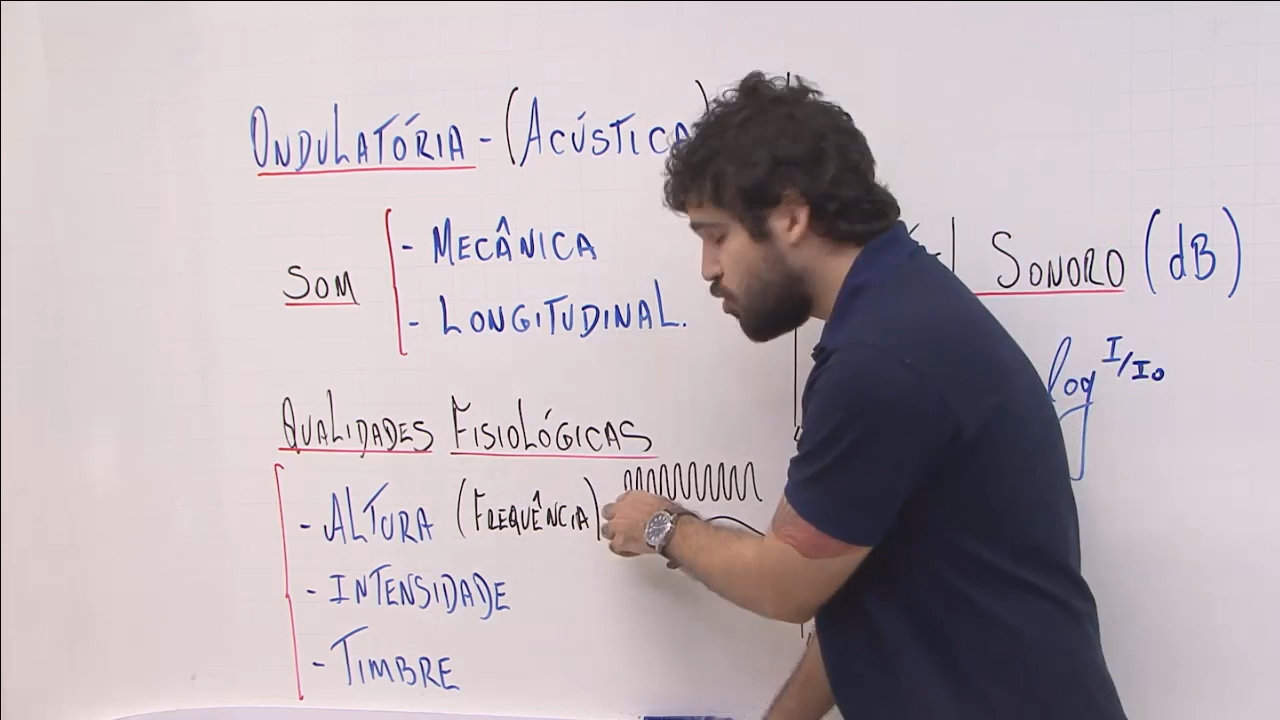 ONDULATÓRIA - (ACÚSTICA)
SOM
- MECÂNICA
- LONGITUDINAL.
QUALIDADES FISIOLÓGICAS
- ALTURA (FREQUÊNCIA)
- INTENSIDADE
- TIMBRE
SONORO (dB)
log I/I0